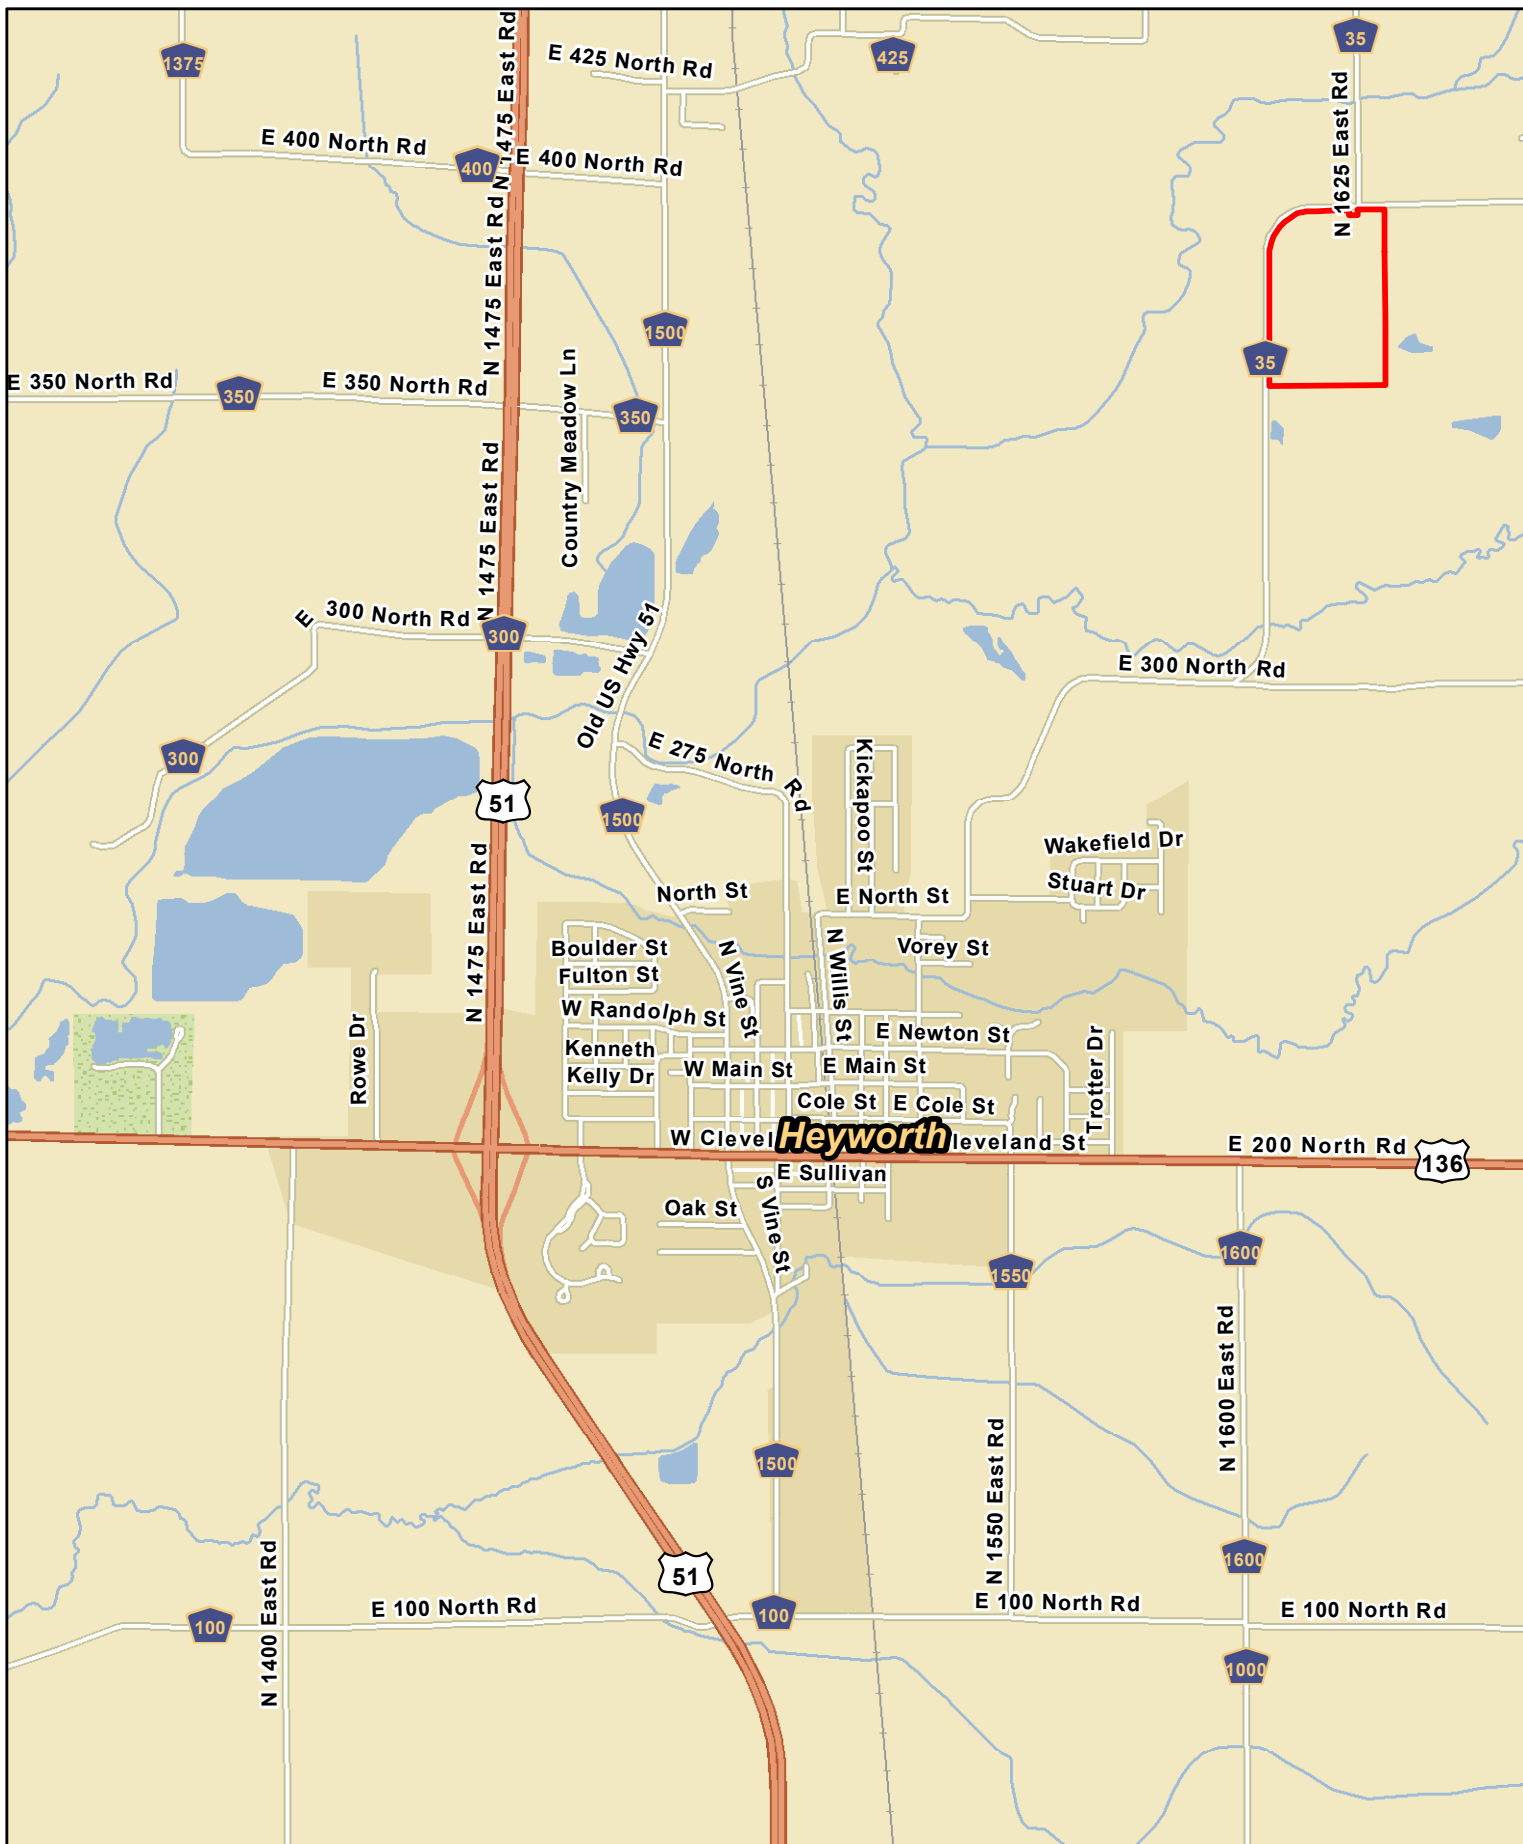 35
1375
E 425 North Rd
425
N 1475 East Rd
N 1625 East Rd
E 400 North Rd
400
E 400 North Rd
N 1475 East Rd
1500
35
E 350 North Rd
350
E 350 North Rd
350
Country Meadow Ln
N 1475 East Rd
E 300 North Rd
300
Old US Hwy 51
E 300 North Rd
300
E 275 North Rd
51
1500
Kickapoo St
Wakefield Dr
Stuart Dr
N 1475 East Rd
North St
E North St
Boulder St
N Vine St
N Willis St
Vorey St
Fulton St
W Randolph St
E Newton St
Rowe Dr
Kenneth
Kelly Dr
W Main St
E Main St
Trotter Dr
Cole St
E Cole St
W Clevel
Heyworth
leveland St
E 200 North Rd
136
E Sullivan
Oak St
S Vine St
1550
1600
N 1600 East Rd
1500
N 1550 East Rd
N 1400 East Rd
51
1600
E 100 North Rd
100
100
E 100 North Rd
E 100 North Rd
1000